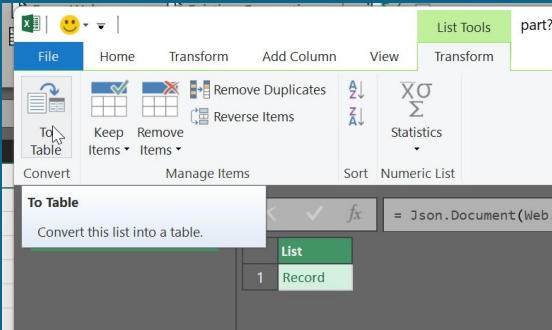 List Tools
part?
File
Home
Transform
Add Column
View
Transform
To
Table
Keep
Items
Remove
Items
Remove Duplicates
Reverse Items
A
Z
Z
A
Xσ
Σ
Statistics
Convert
Manage Items
Sort
Numeric List
To Table
Convert this list into a table.
fx
= Json.Document(Web.
List
1 Record